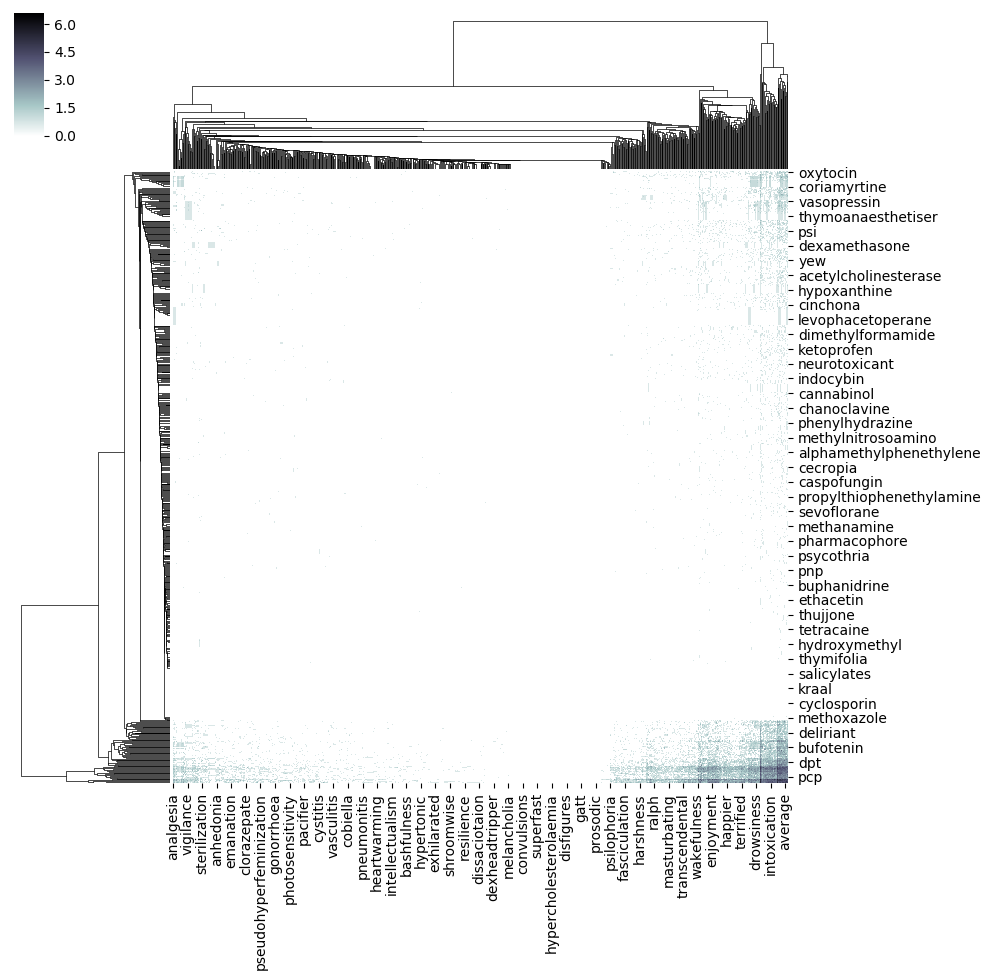 6.0
4.5
3.0
1.5
0.0
oxytocin
coriamyrtine
vasopressin
thymoanaesthetiser
psi
dexamethasone
yew
acetylcholinesterase
hypoxanthine
cinchona
levophacetoperane
dimethylformamide
ketoprofen
neurotoxicant
indocybin
cannabinol
chanoclavine
phenylhydrazine
methylnitrosoamino
alphamethylphenethylene
cecropia
caspofungin
propylthiophenethylamine
sevoflorane
methanamine
pharmacophore
psycothria
pnp
buphanidrine
ethacetin
thujjone
tetracaine
hydroxymethyl
thymifolia
salicylates
kraal
cyclosporin
methoxazole
deliriant
bufotenin
dpt
pcp
analgesia
vigilance
sterilization
anhedonia
emanation
clorazepate
pseudohyperfeminization
gonorrhoea
photosensitivity
pacifier
cystitis
vasculitis
cobiella
pneumonitis
heartwarming
intellectualism
bashfulness
hypertonic
exhilarated
shroomwise
resilience
dissaciotaion
dexheadtripper
melancholia
convulsions
superfast
hypercholesterolaemia
disfigures
gatt
prosodic
psilophoria
fasciculation
harshness
ralph
masturbating
transcendental
wakefulness
enjoyment
happier
terrified
drowsiness
intoxication
average